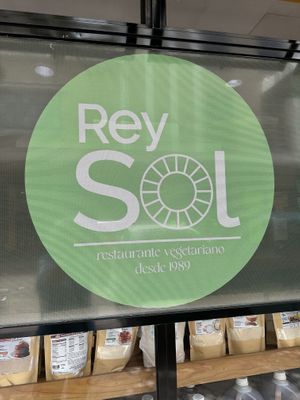 Rey
Sol
restaurante vegetariano
desde 1989